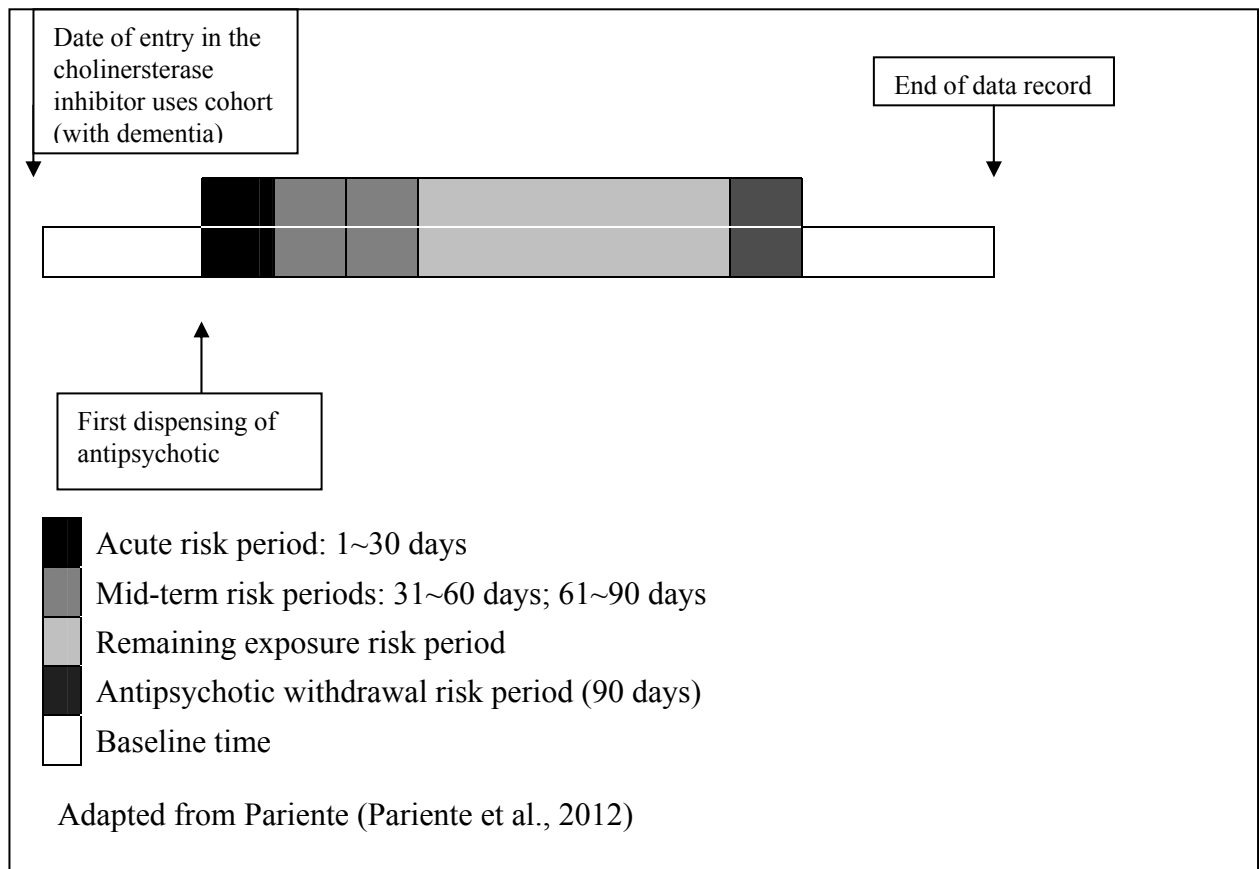 Date of entry in the
cholinersterase
inhibitor uses cohort
(with dementia)
End of data record
First dispensing of
antipsychotic
Acute risk period: 1~30 days
Mid-term risk periods: 31~60 days; 61~90 days
Remaining exposure risk period
Antipsychotic withdrawal risk period (90 days)
Baseline time
Adapted from Pariente (Pariente et al., 2012)